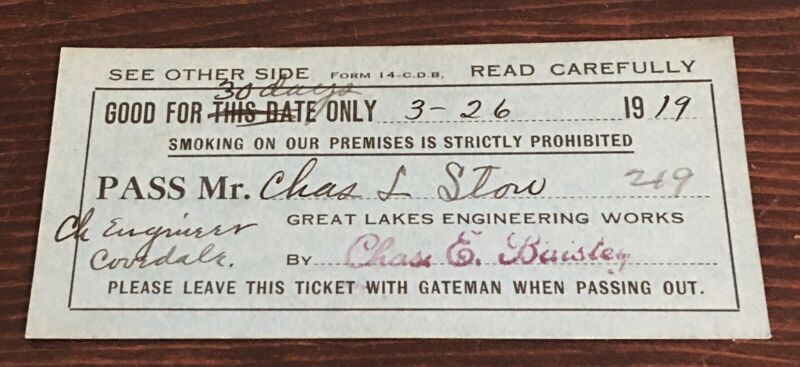 SEE OTHER SIDE FORM 14-C.D.B. READ CAREFULLY
30 days
GOOD FOR THIS DATE ONLY 3-26 1919
SMOKING ON OUR PREMISES IS STRICTLY PROHIBITED
PASS Mr. Chas L Stow 219
GREAT LAKES ENGINEERING WORKS
Ch Engineer
Coverdale.
By Chas. E. Baisley
PLEASE LEAVE THIS TICKET WITH GATEMAN WHEN PASSING OUT.